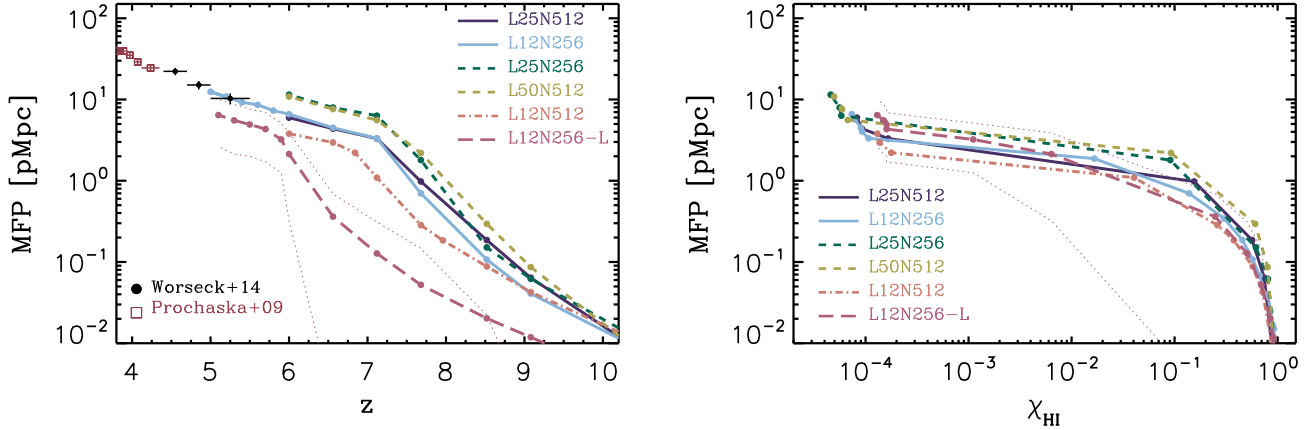 MFP [pMpc]
10²
10¹
10⁰
10⁻¹
10⁻²
L25N512
L12N256
L25N256
L50N512
L12N512
L12N256-L
Worseck+14
Prochaska+09
4 5 6 7 8 9 10
z
MFP [pMpc]
10²
10¹
10⁰
10⁻¹
10⁻²
L25N512
L12N256
L25N256
L50N512
L12N512
L12N256-L
10⁻⁴ 10⁻³ 10⁻² 10⁻¹ 10⁰
χHI